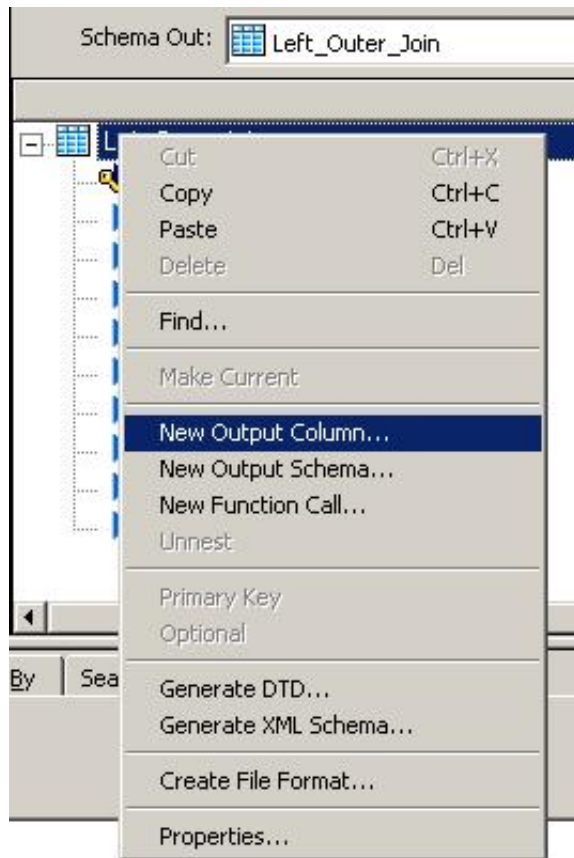 Schema Out: Left_Outer_Join
Cut Ctrl+X
Copy Ctrl+C
Paste Ctrl+V
Delete Del
Find...
Make Current
New Output Column...
New Output Schema...
New Function Call...
Unnest
Primary Key
Optional
By Sea
Generate DTD...
Generate XML Schema...
Create File Format...
Properties...